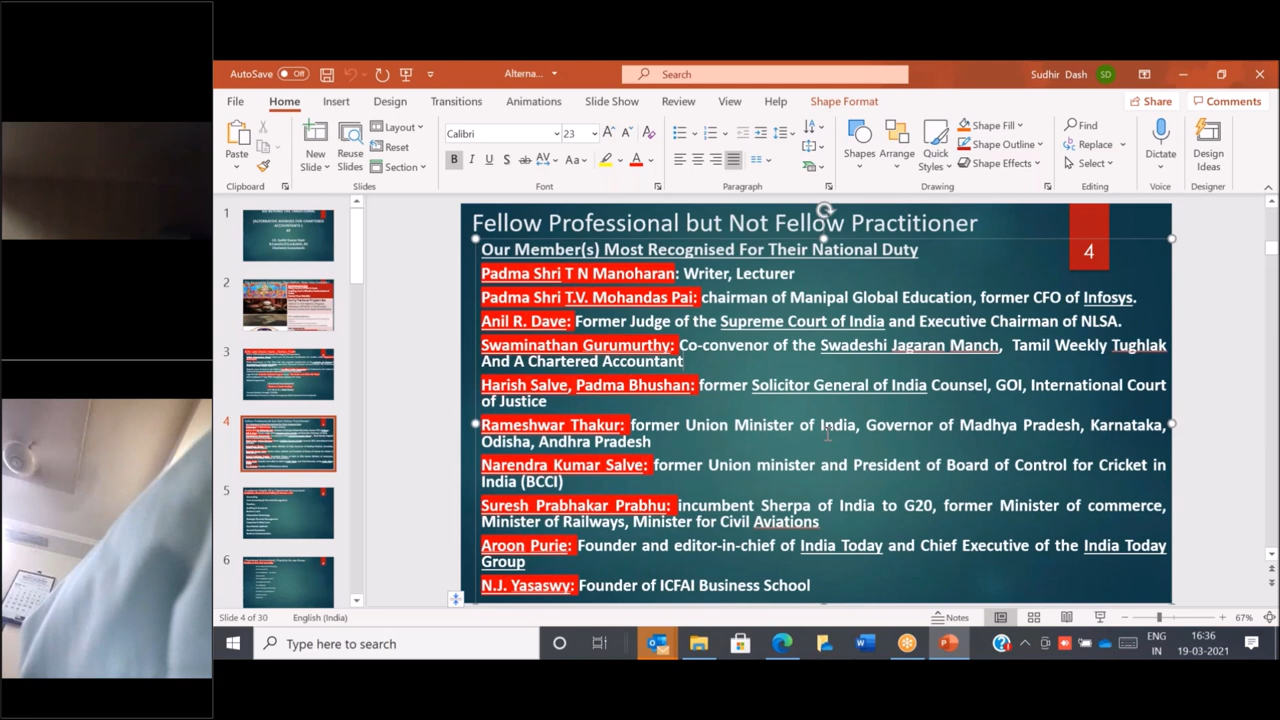 AutoSave Off Alterna... Search Sudhir Dash SD
File Home Insert Design Transitions Animations Slide Show Review View Help Shape Format Share Comments
Paste
New Slide
Reuse Slides
Layout
Reset
Section
Calibri 23
Shapes Arrange Quick Styles
Shape Fill
Shape Outline
Shape Effects
Find
Replace
Select
Dictate
Design Ideas
Clipboard Slides Font Paragraph Drawing Editing Voice Designer
1
2
3
4
5
6
Fellow Professional but Not Fellow Practitioner
4
Our Member(s) Most Recognised For Their National Duty
Padma Shri T N Manoharan: Writer, Lecturer
Padma Shri T.V. Mohandas Pai: chairman of Manipal Global Education, former CFO of Infosys.
Anil R. Dave: Former Judge of the Supreme Court of India and Executive Chairman of NLSA.
Swaminathan Gurumurthy: Co-convenor of the Swadeshi Jagaran Manch, Tamil Weekly Tughlak
And A Chartered Accountant
Harish Salve, Padma Bhushan: former Solicitor General of India Counsel, GOI, International Court
of Justice
Rameshwar Thakur: former Union Minister of India, Governor of Madhya Pradesh, Karnataka,
Odisha, Andhra Pradesh
Narendra Kumar Salve: former Union minister and President of Board of Control for Cricket in
India (BCCI)
Suresh Prabhakar Prabhu: incumbent Sherpa of India to G20, former Minister of commerce,
Minister of Railways, Minister for Civil Aviations
Aroon Purie: Founder and editor-in-chief of India Today and Chief Executive of the India Today
Group
N.J. Yasaswy: Founder of ICFAI Business School
Slide 4 of 30 English (India) Notes 67%
Type here to search
ENG
IN
16:36
19-03-2021